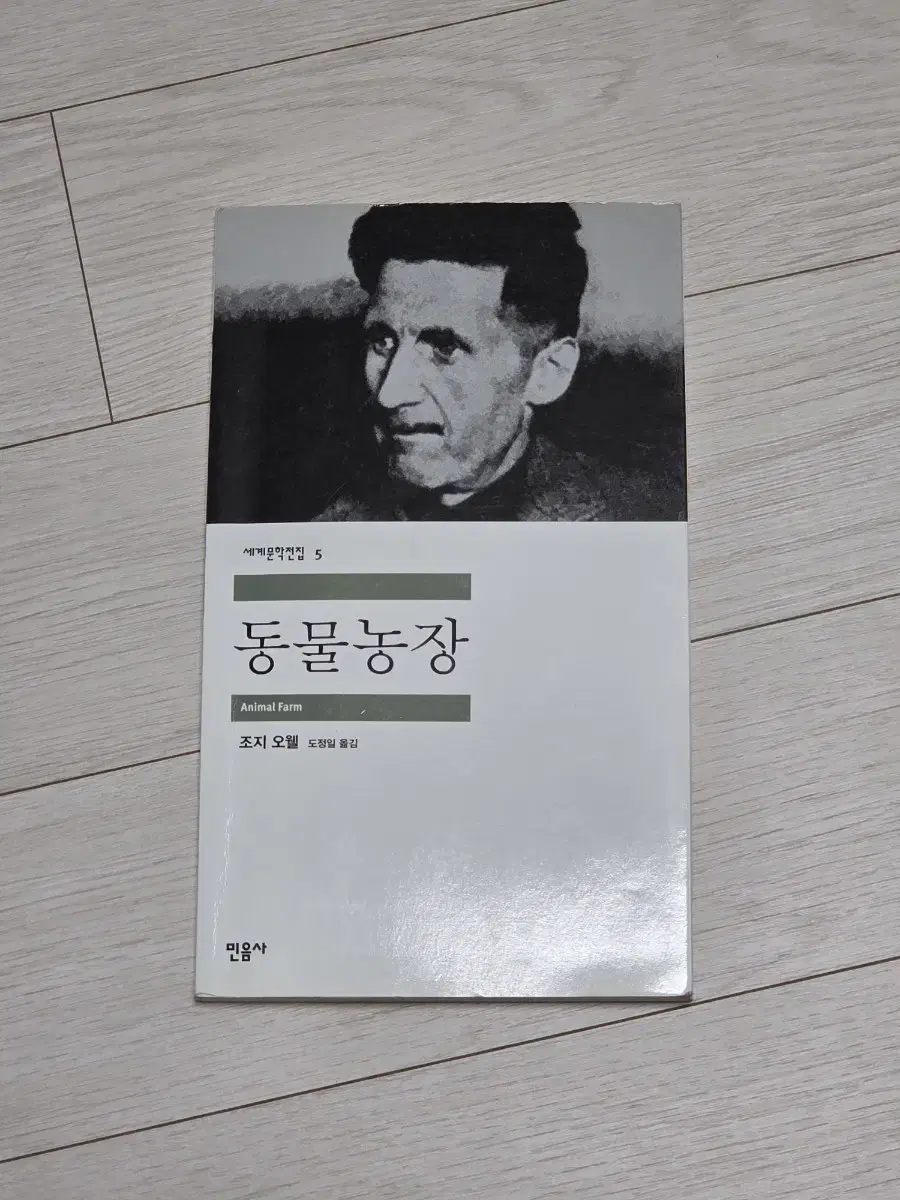 세계문학전집 5
동물농장
Animal Farm
조지 오웰 도정일 옮김
민음사